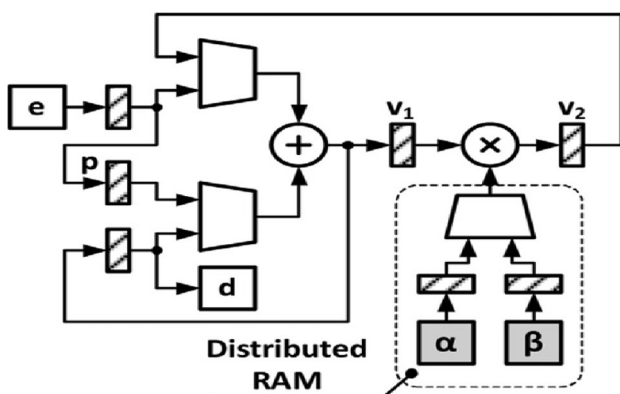 e
p
d
+
v1
×
v2
α
β
Distributed
RAM